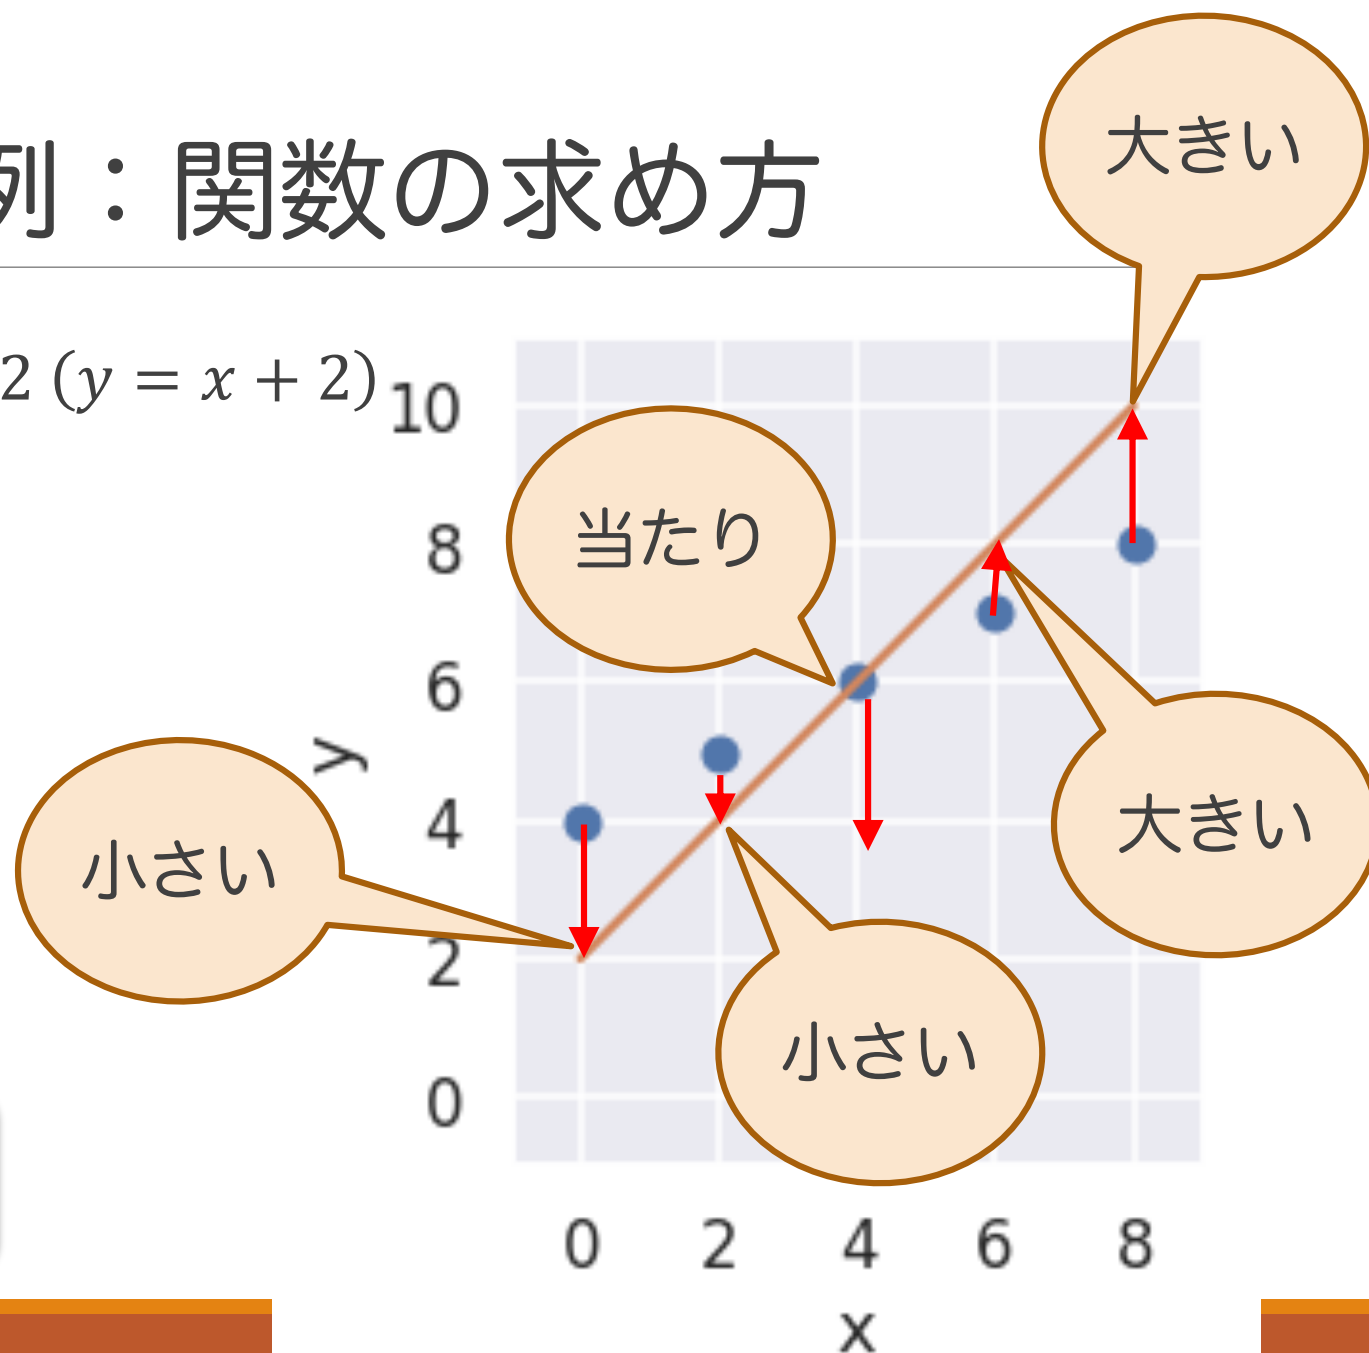 例：関数の求め方
大きい
2 (y = x + 2)
10
当たり
8
6
y
小さい
4
大きい
2
小さい
0
0 2 4 6 8
x